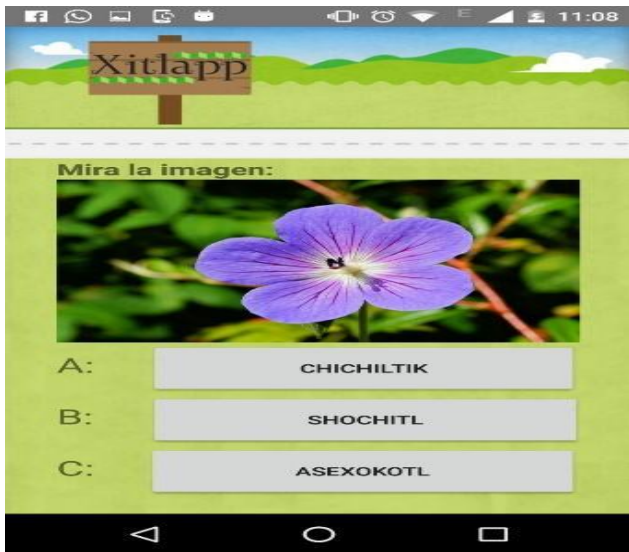 11:08
Xitlapp
Mira la imagen:
A: CHICHILTIK
B: SHOCHITL
C: ASEXOKOTL